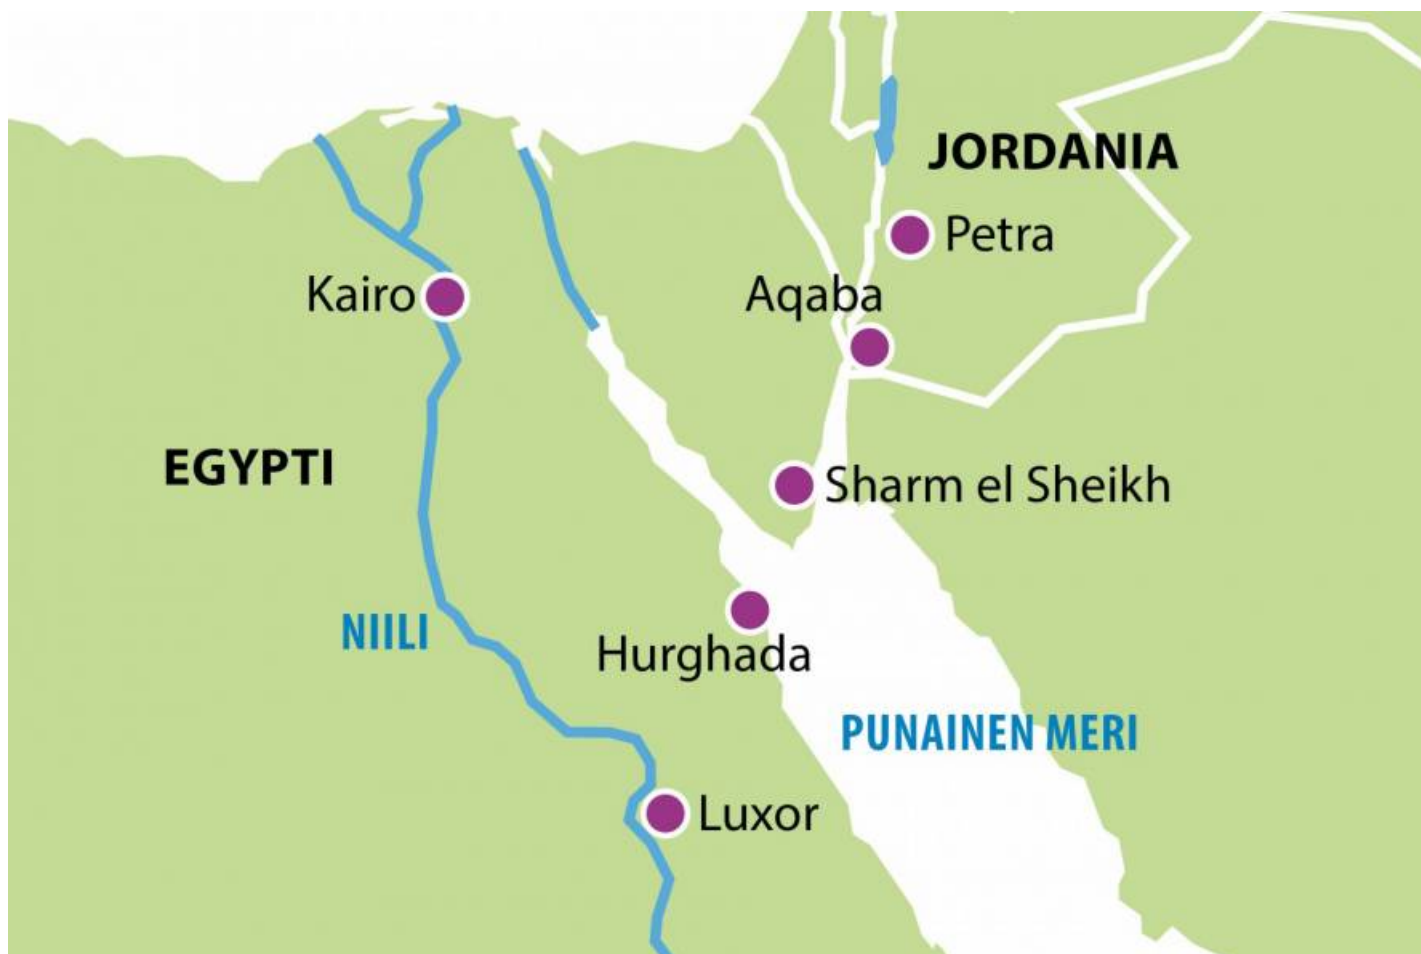 JORDANIA
Petra
Aqaba
Kairo
EGYPTI
Sharm el Sheikh
NIILI
Hurghada
PUNAINEN MERI
Luxor